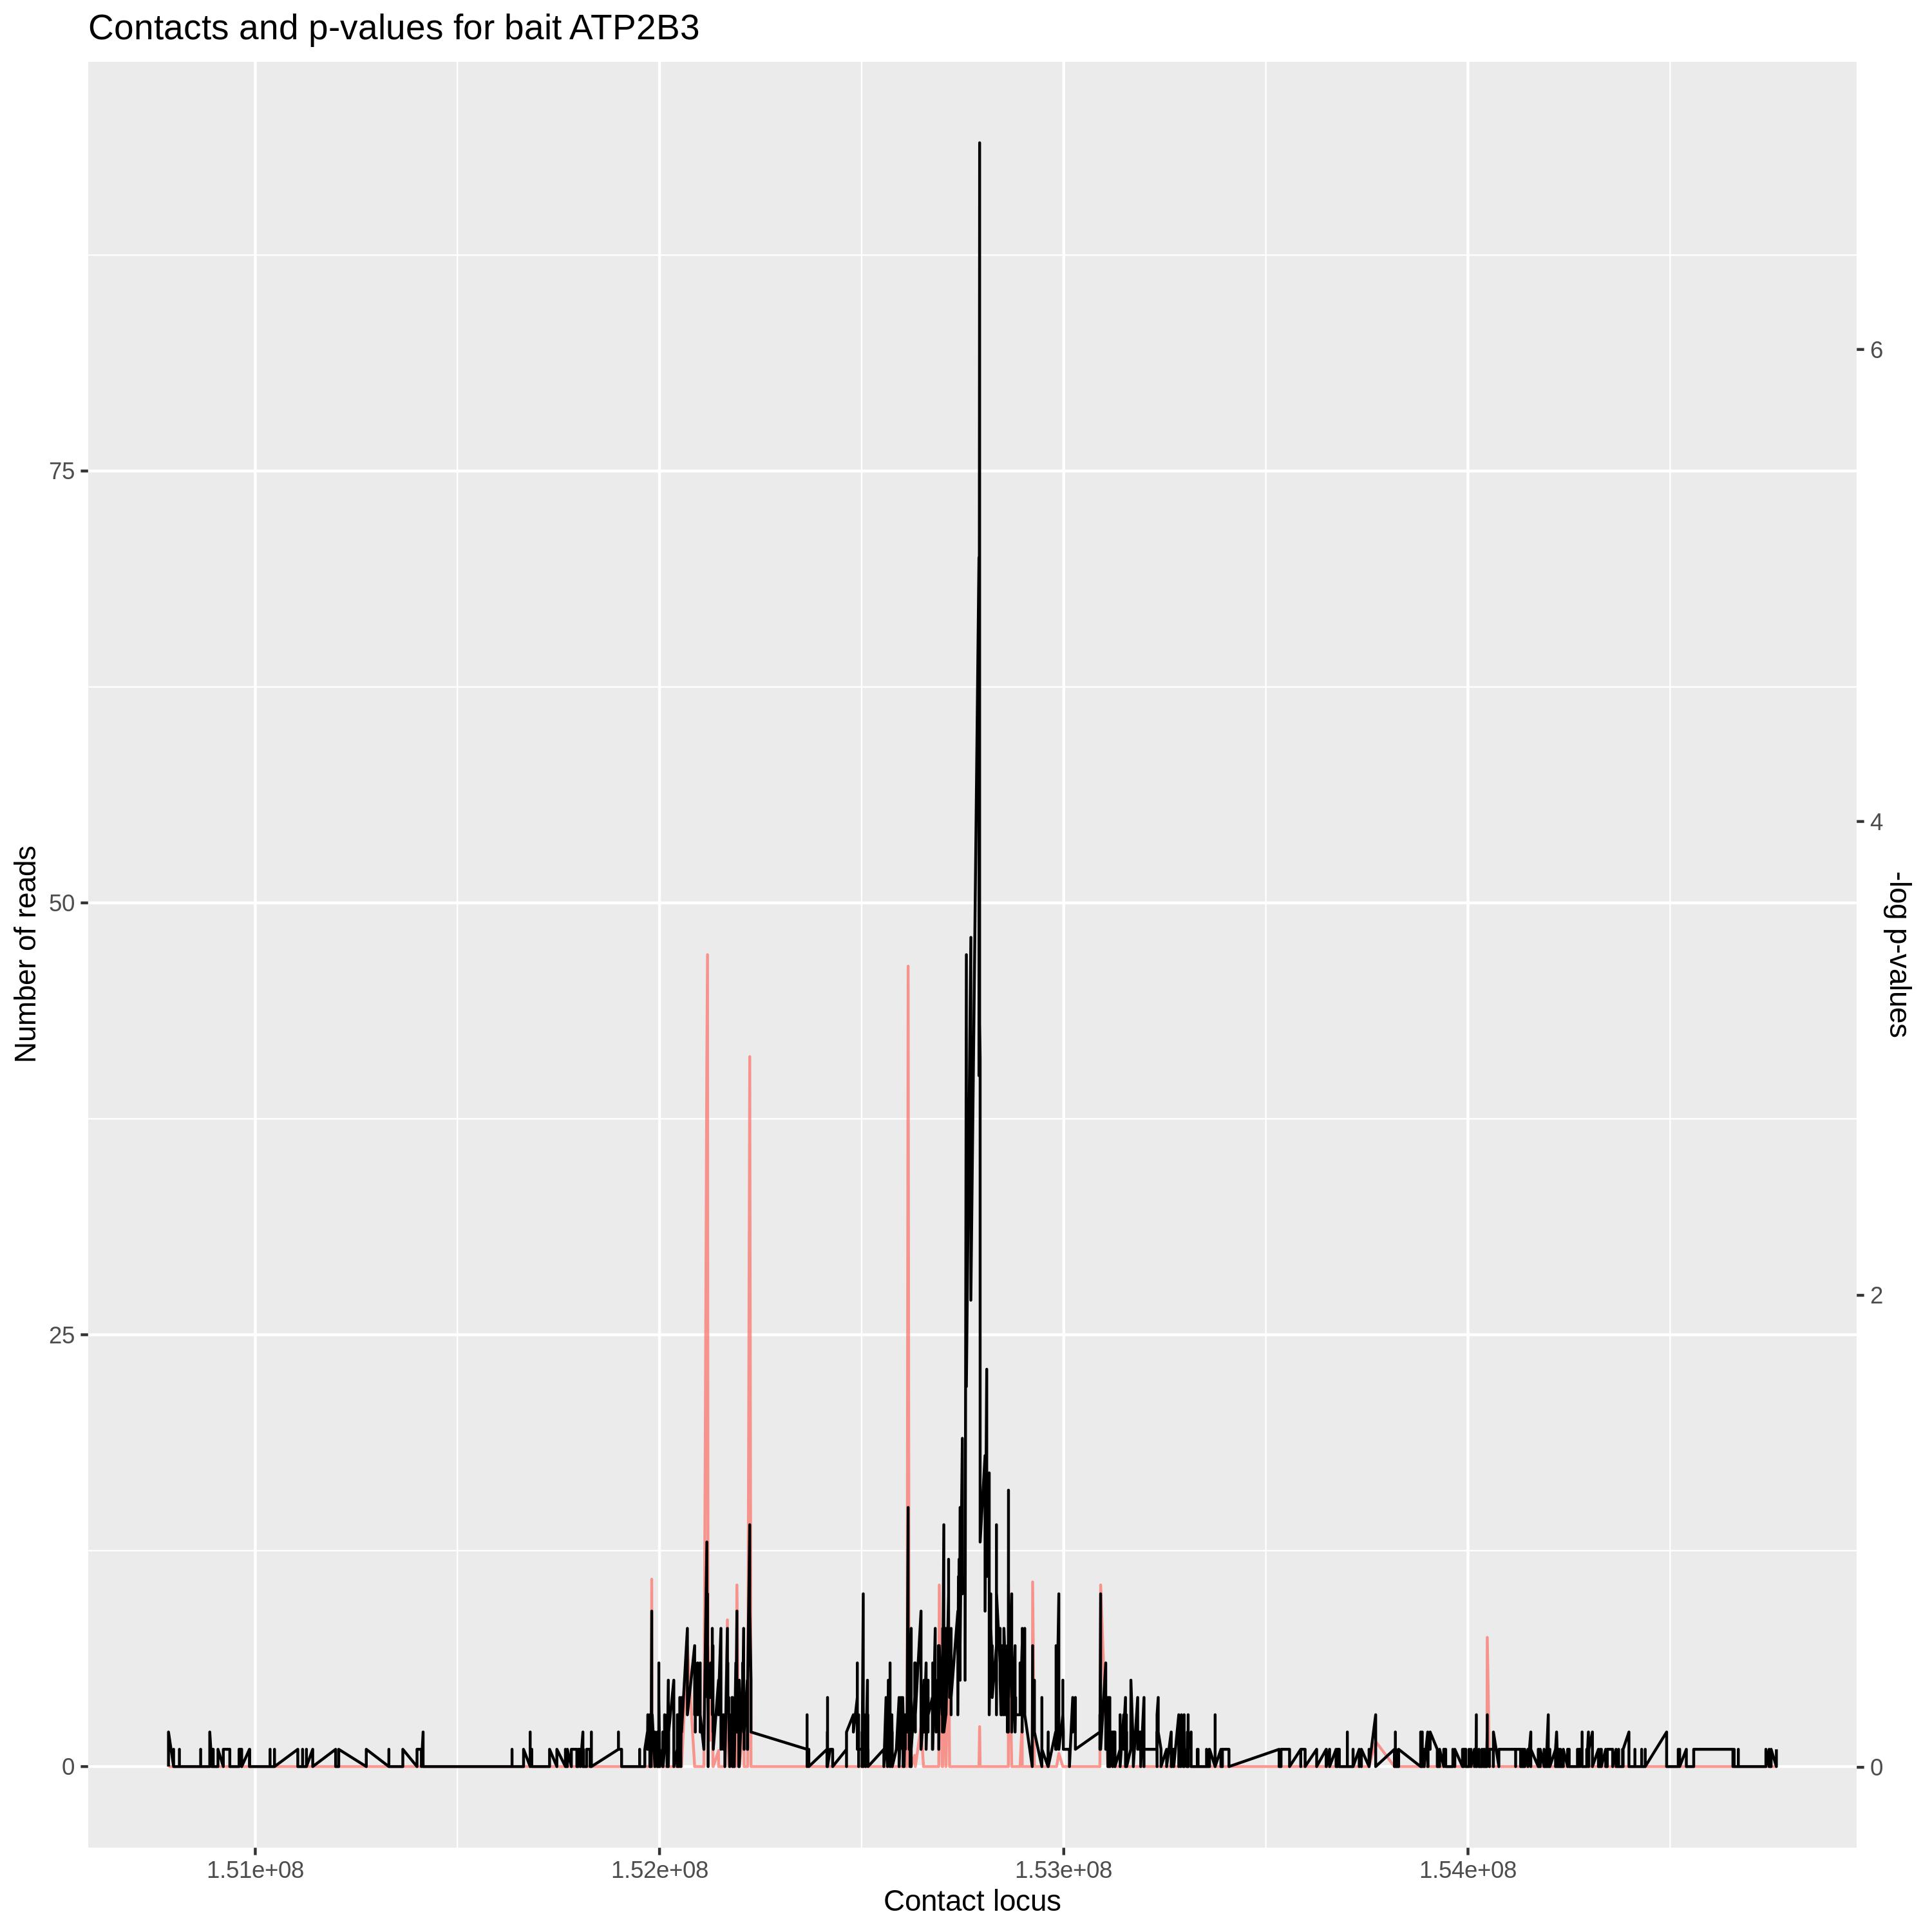 Contacts and p-values for bait ATP2B3
Number of reads
75
50
25
0
6
4
2
0
-log p-values
1.51e+08 1.52e+08 1.53e+08 1.54e+08
Contact locus